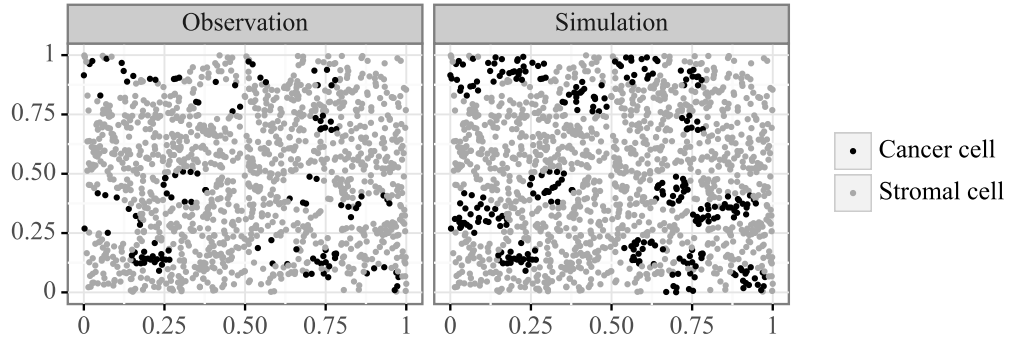 Observation Simulation
1
0.75
0.50
0.25
0
0 0.25 0.50 0.75 1 0 0.25 0.50 0.75 1
Cancer cell
Stromal cell